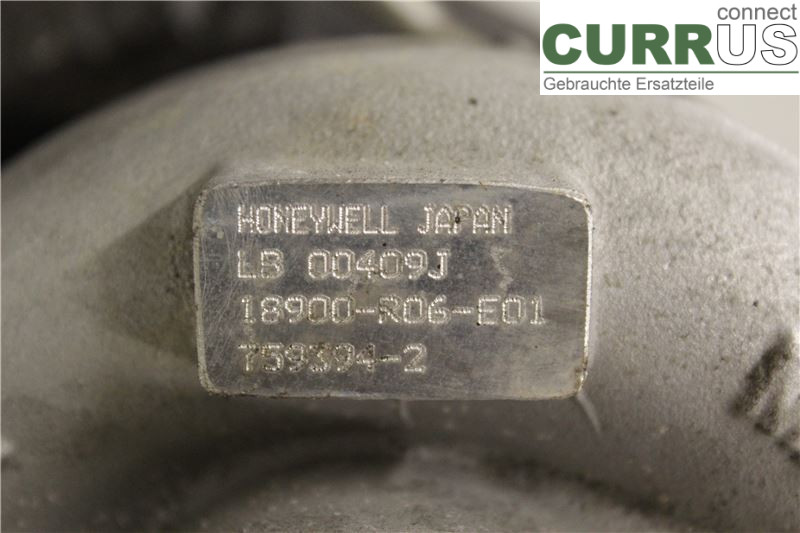 connect
CURRUS
Gebrauchte Ersatzteile
HONEYWELL JAPAN
LB 00409J
18900-R06-E01
759394-2